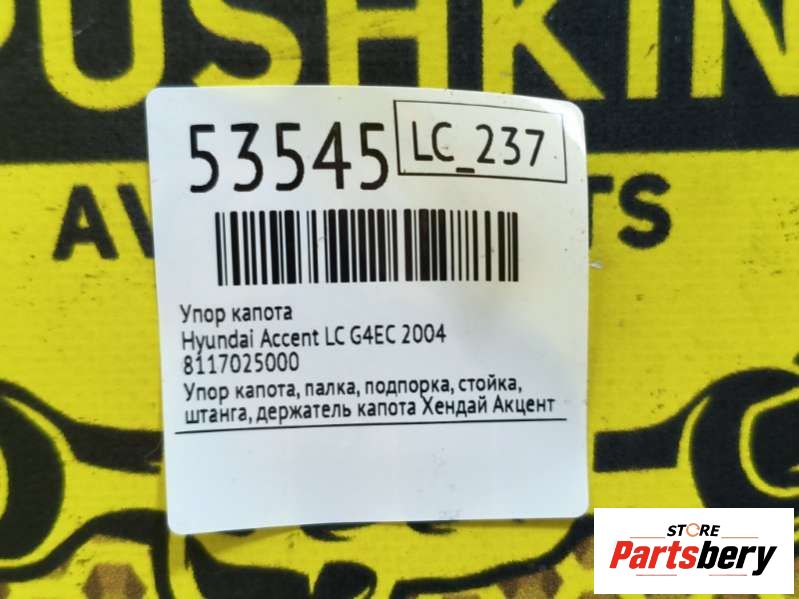 PUSHKIN
53545
LC_237
Упор капота
Hyundai Accent LC G4EC 2004
8117025000
Упор капота, палка, подпорка, стойка,
штанга, держатель капота Хендай Акцент
STORE
Partsbery